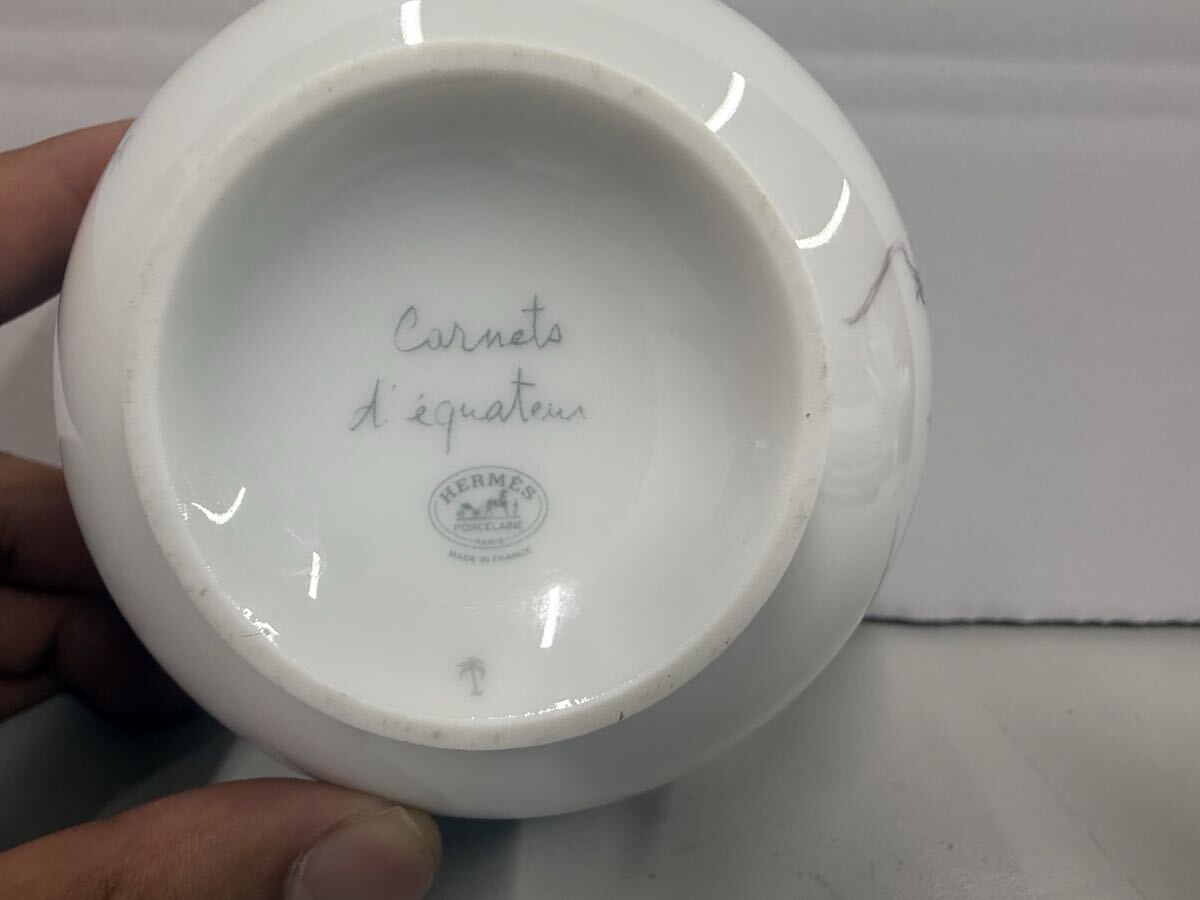 Carnets
d'équateur
HERMÈS
PORCELAINE
PARIS
MADE IN FRANCE